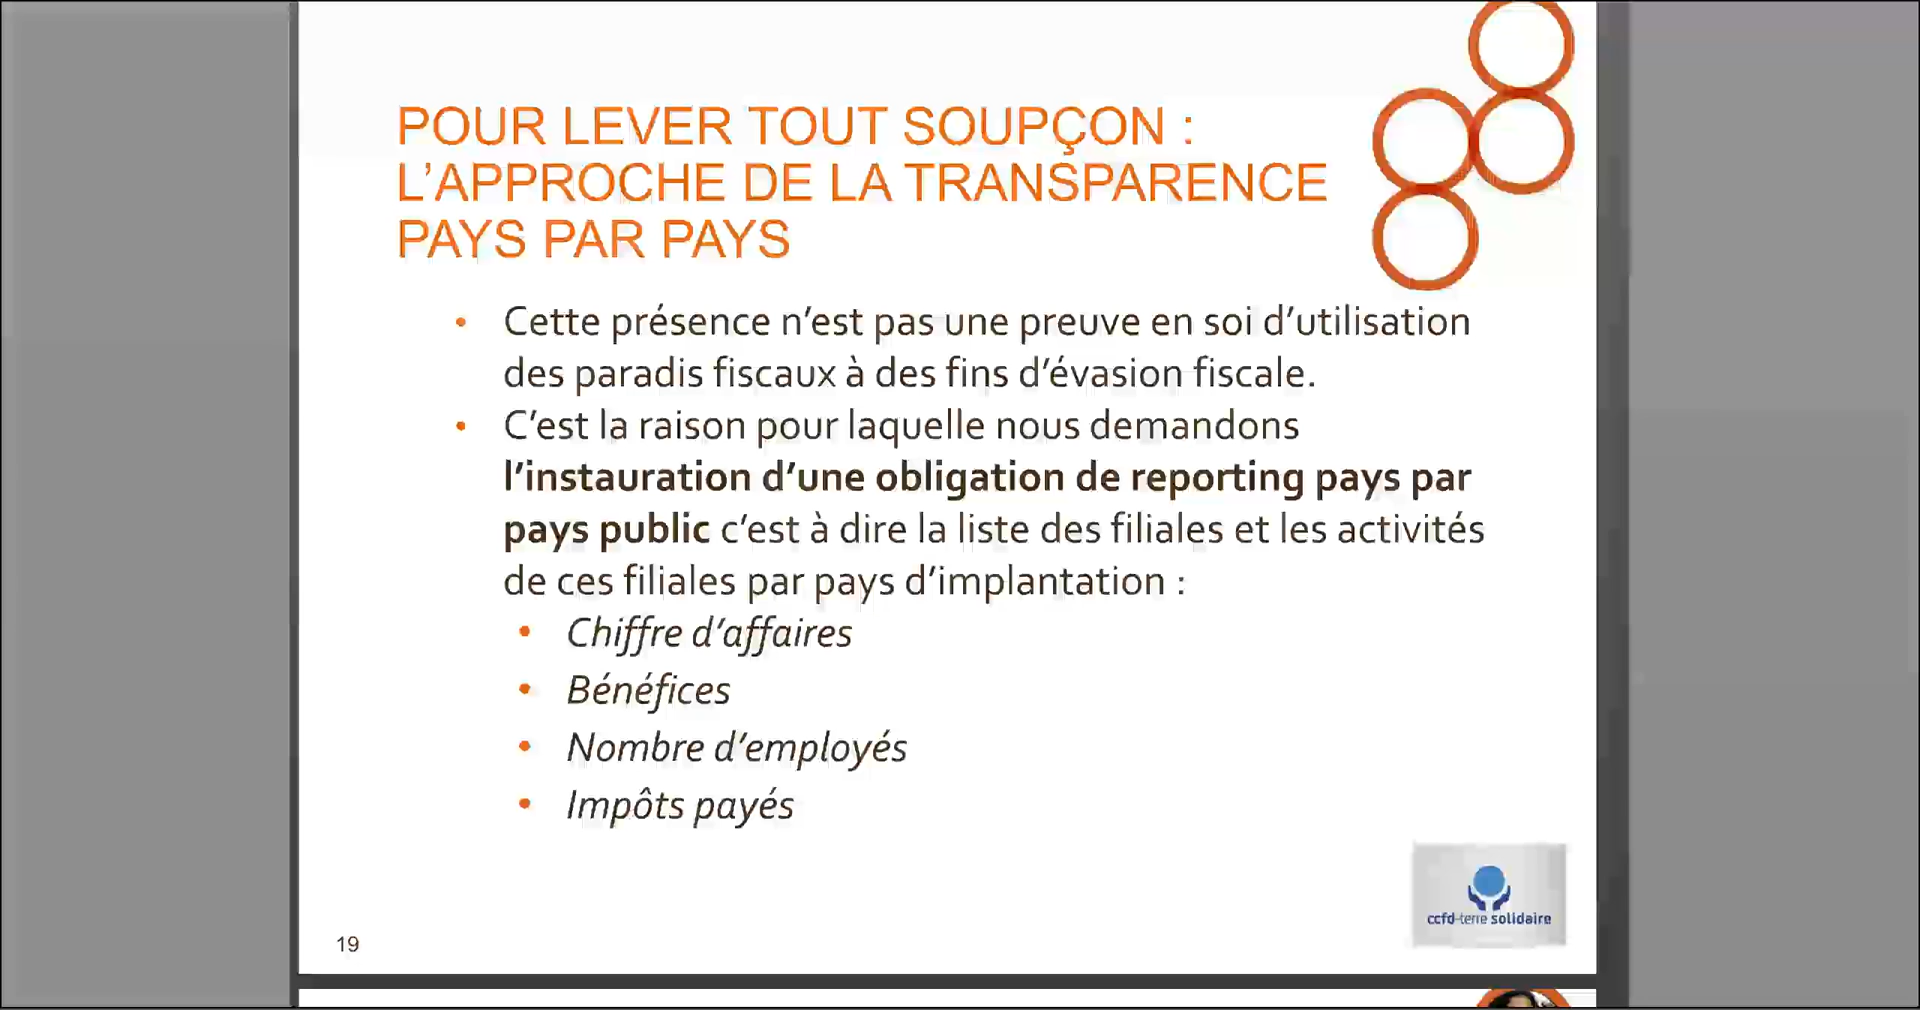 POUR LEVER TOUT SOUPÇON :
L’APPROCHE DE LA TRANSPARENCE
PAYS PAR PAYS
• Cette présence n’est pas une preuve en soi d’utilisation
des paradis fiscaux à des fins d’évasion fiscale.
• C’est la raison pour laquelle nous demandons
l’instauration d’une obligation de reporting pays par
pays public c’est à dire la liste des filiales et les activités
de ces filiales par pays d’implantation :
• Chiffre d’affaires
• Bénéfices
• Nombre d’employés
• Impôts payés
ccfd-terre solidaire
19